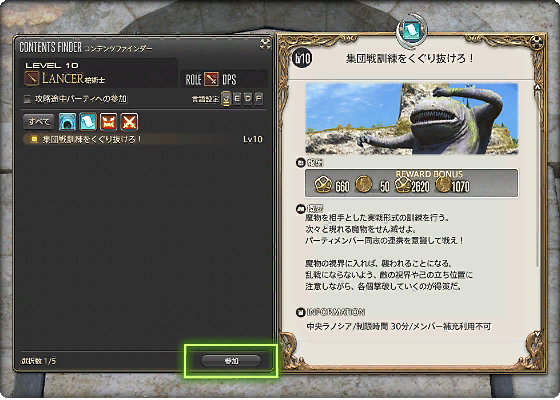 CONTENTS FINDER コンテンツファインダー
LEVEL 10
LANCER 槍術士
ROLE DPS
攻略途中パーティへの参加
言語設定 J E D F
すべて
集団戦訓練をくぐり抜けろ！ Lv10
選択数 1/5
参加
Lv10
集団戦訓練をくぐり抜けろ！
報酬
REWARD BONUS
660 50 2620 1070
魔物を相手とした実戦形式の訓練を行う。
次々と現れる魔物をせん滅せよ。
パーティメンバー同志の連携を意識して戦え！
魔物の視界に入れば、襲われることになる、
乱戦にならないよう、敵の視界や己の立ち位置に
注意しながら、各個撃破していくのが得策だ。
INFORMATION
中央ラノシア/制限時間 30分/メンバー補充利用不可